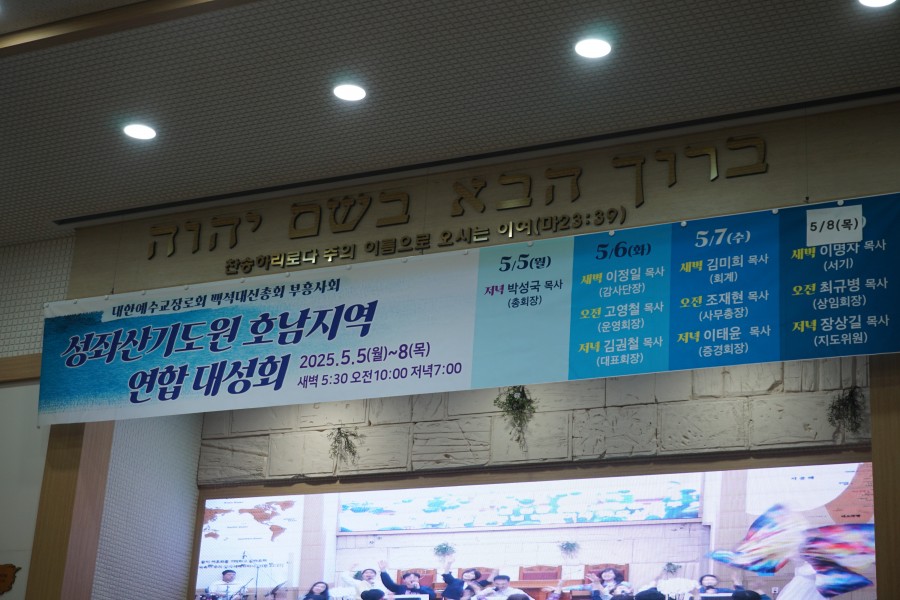 ברוך הבא בשם יהוה
찬송하리로다 주의 이름으로 오시는 이여(마23:39)
대한예수교장로회 백석대신총회 부흥사회
성좌산기도원 호남지역
연합 대성회
2025.5.5(월)~8(목)
새벽 5:30 오전10:00 저녁7:00
5/5(월)
저녁 박성국 목사
(총회장)
5/6(화)
새벽 이정일 목사
(감사단장)
오전 고영철 목사
(운영회장)
저녁 김권철 목사
(대표회장)
5/7(수)
새벽 김미희 목사
(회계)
오전 조재현 목사
(사무총장)
저녁 이태윤 목사
(증경회장)
5/8(목)
새벽 이명자 목사
(서기)
오전 최규병 목사
(상임회장)
저녁 장상길 목사
(지도위원)